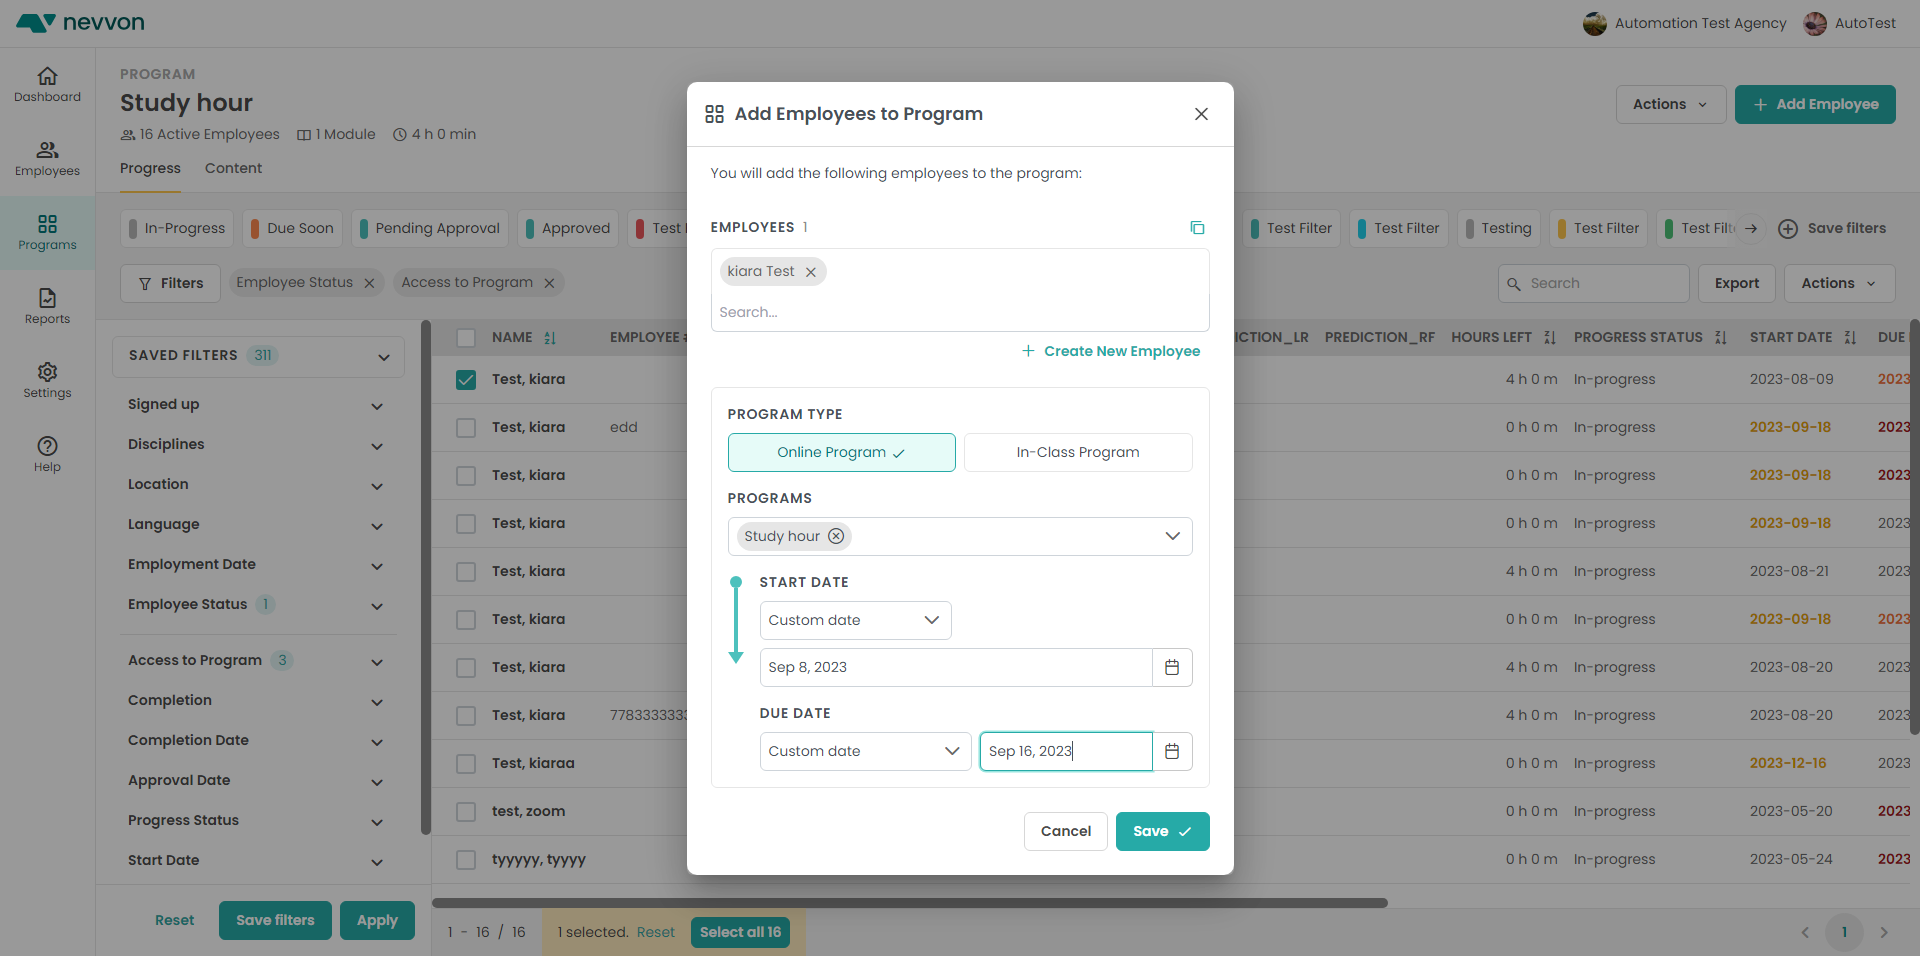 nevvon
Automation Test Agency
AutoTest
Dashboard
Employees
Programs
Reports
Settings
Help
PROGRAM
Study hour
16 Active Employees
1 Module
4 h 0 min
Progress
Content
Actions
Add Employee
In-Progress
Due Soon
Pending Approval
Approved
Test
Test Filter
Test Filter
Testing
Test Filter
Test
Save filters
Filters
Employee Status
Access to Program
Search
Export
Actions
SAVED FILTERS 311
Signed up
Disciplines
Location
Language
Employment Date
Employee Status 1
Access to Program 3
Completion
Completion Date
Approval Date
Progress Status
Start Date
Reset
Save filters
Apply
NAME EMPLOYEE PREDICTION_RF HOURS LEFT PROGRESS STATUS START DATE DUE
Test, kiara 4 h 0 m In-progress 2023-08-09 2023
Test, kiara edd 0 h 0 m In-progress 2023-09-18 2023
Test, kiara 0 h 0 m In-progress 2023-09-18 2023
Test, kiara 0 h 0 m In-progress 2023-09-18 2023
Test, kiara 4 h 0 m In-progress 2023-08-21 2023
Test, kiara 0 h 0 m In-progress 2023-09-18 2023
Test, kiara 4 h 0 m In-progress 2023-08-20 2023
Test, kiara 778333333 4 h 0 m In-progress 2023-08-20 2023
Test, kiaraa 0 h 0 m In-progress 2023-12-16 2023
test, zoom 0 h 0 m In-progress 2023-05-20 2023
tyyyyy, tyyyy 0 h 0 m In-progress 2023-05-24 2023
1 - 16 / 16
1 selected. Reset
Select all 16
1
Add Employees to Program
You will add the following employees to the program:
EMPLOYEES 1
kiara Test
Search...
Create New Employee
PROGRAM TYPE
Online Program
In-Class Program
PROGRAMS
Study hour
START DATE
Custom date
Sep 8, 2023
DUE DATE
Custom date
Sep 16, 2023
Cancel
Save